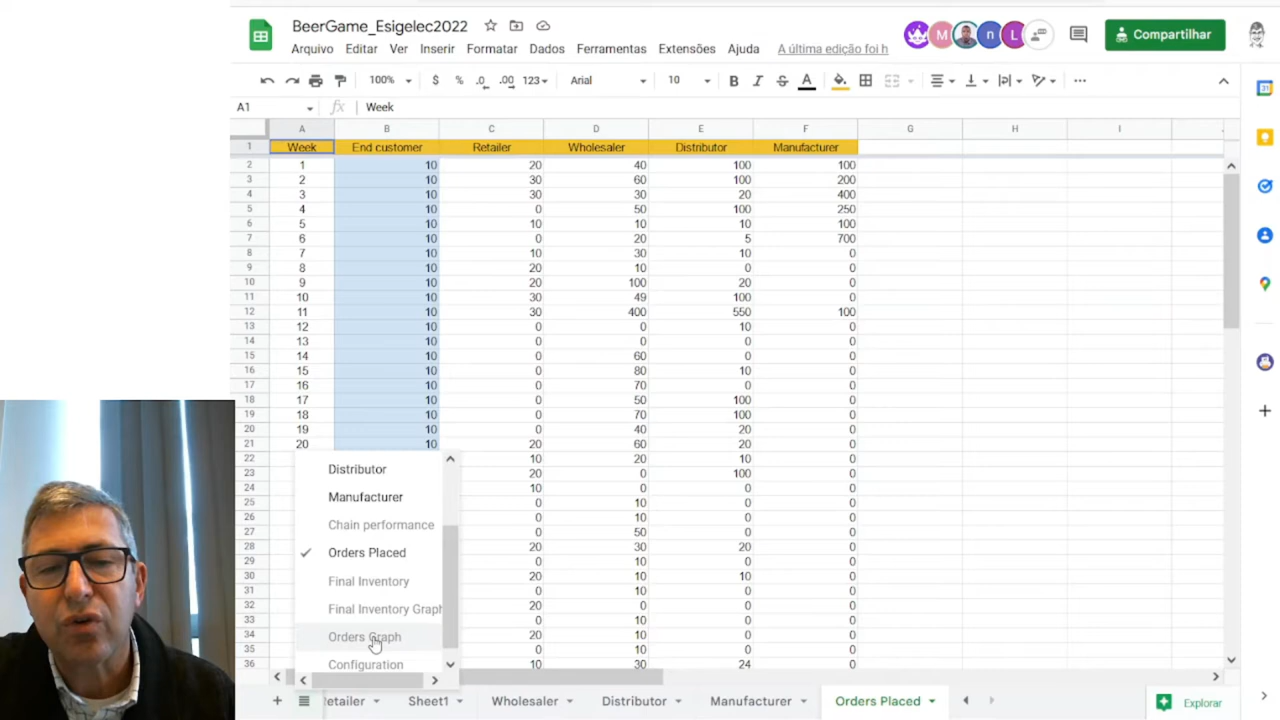 BeerGame_Esigelec2022
Arquivo Editar Ver Inserir Formatar Dados Ferramentas Extensões Ajuda A última edição foi h
M n L
Compartilhar
100% $ % .0 .00 123 Arial 10 B I S A
A1 fx Week
A B C D E F G H I
1 Week End customer Retailer Wholesaler Distributor Manufacturer
2 1 10 20 40 100 100
3 2 10 30 60 100 200
4 3 10 30 30 20 400
5 4 10 0 50 100 250
6 5 10 10 10 10 100
7 6 10 0 20 5 700
8 7 10 10 30 10 0
9 8 10 20 10 0 0
10 9 10 20 100 20 0
11 10 10 30 49 100 0
12 11 10 30 400 550 100
13 12 10 0 0 10 0
14 13 10 0 0 0 0
15 14 10 0 60 0 0
16 15 10 0 80 10 0
17 16 10 0 70 0 0
18 17 10 0 50 100 0
19 18 10 0 70 100 0
20 19 10 0 40 20 0
21 20 10 20 60 20 0
22 10 20 10 0
23 20 0 100 0
24 10 0 0 0
25 0 10 0 0
26 0 10 0 0
27 0 50 0 0
28 20 30 20 0
29 0 10 0 0
30 20 10 10 0
31 0 10 0 0
32 20 0 0 0
33 0 10 0 0
34 20 10 0 0
35 0 10 0 0
36 10 30 24 0
Distributor
Manufacturer
Chain performance
Orders Placed
Final Inventory
Final Inventory Graph
Orders Graph
Configuration
etailer Sheet1 Wholesaler Distributor Manufacturer Orders Placed Explorar